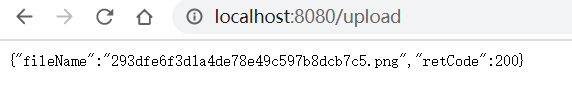 localhost:8080/upload
{"fileName":"293dfe6f3d1a4de78e49c597b8dcb7c5.png","retCode":200}